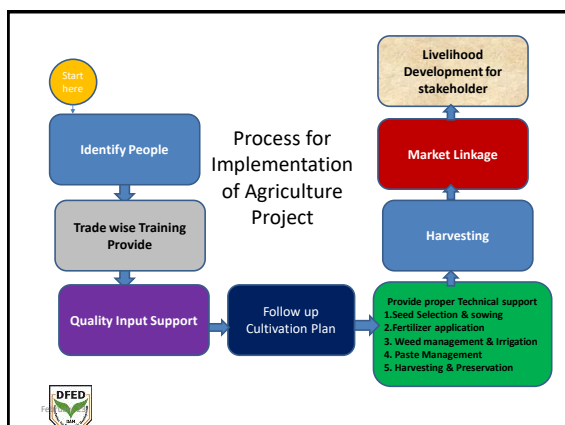 Start
here
Identify People
Trade wise Training
Provide
Quality Input Support
Process for
Implementation
of Agriculture
Project
Follow up
Cultivation Plan
Provide proper Technical support
1.Seed Selection & sowing
2.Fertilizer application
3. Weed management & Irrigation
4. Paste Management
5. Harvesting & Preservation
Harvesting
Market Linkage
Livelihood
Development for
stakeholder
DFED